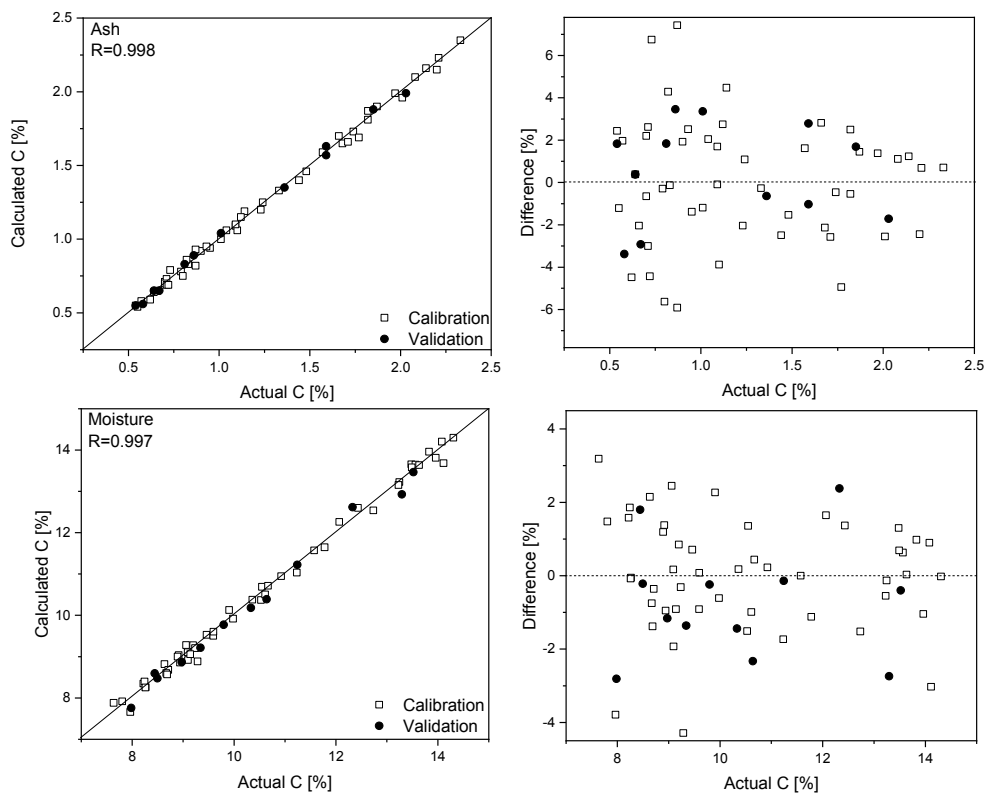 Ash
R=0.998
2.5
2.0
1.5
1.0
0.5
Calculated C [%]
Calibration
Validation
0.5 1.0 1.5 2.0 2.5
Actual C [%]
6
4
2
0
-2
-4
-6
Difference [%]
0.5 1.0 1.5 2.0 2.5
Actual C [%]
Moisture
R=0.997
14
12
10
8
Calculated C [%]
Calibration
Validation
8 10 12 14
Actual C [%]
4
2
0
-2
-4
Difference [%]
8 10 12 14
Actual C [%]